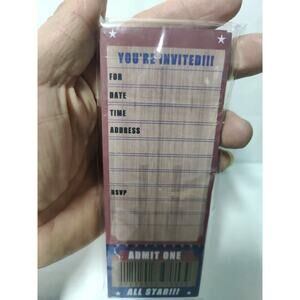 YOU'RE INVITED!!!
FOR
DATE
TIME
ADDRESS
RSVP
ADMIT ONE
ALL STAR!!!